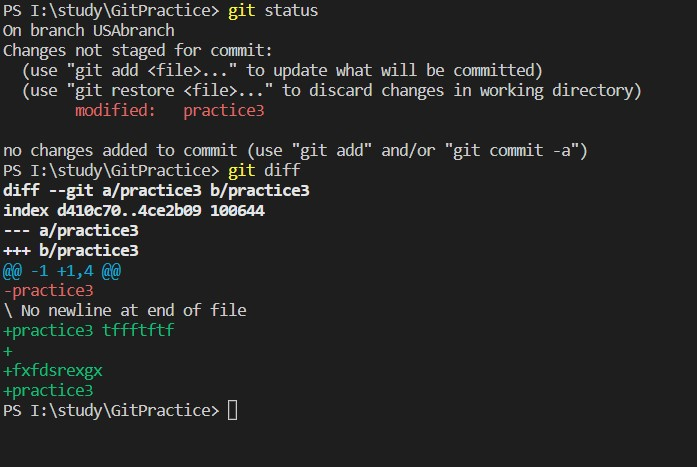 PS I:\study\GitPractice> git status
On branch USAbranch
Changes not staged for commit:
  (use "git add <file>..." to update what will be committed)
  (use "git restore <file>..." to discard changes in working directory)
        modified:   practice3

no changes added to commit (use "git add" and/or "git commit -a")
PS I:\study\GitPractice> git diff
diff --git a/practice3 b/practice3
index d410c70..4ce2b09 100644
--- a/practice3
+++ b/practice3
@@ -1 +1,4 @@
-practice3
\ No newline at end of file
+practice3 tffftftf
+
+fxfdsrexgx
+practice3
PS I:\study\GitPractice>